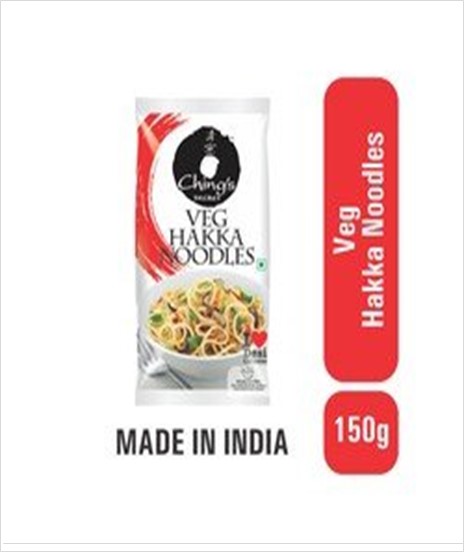 Ching's
SECRET
VEG
HAKKA
NOODLES
I
Desi
MADE IN INDIA
Veg
Hakka Noodles
150g